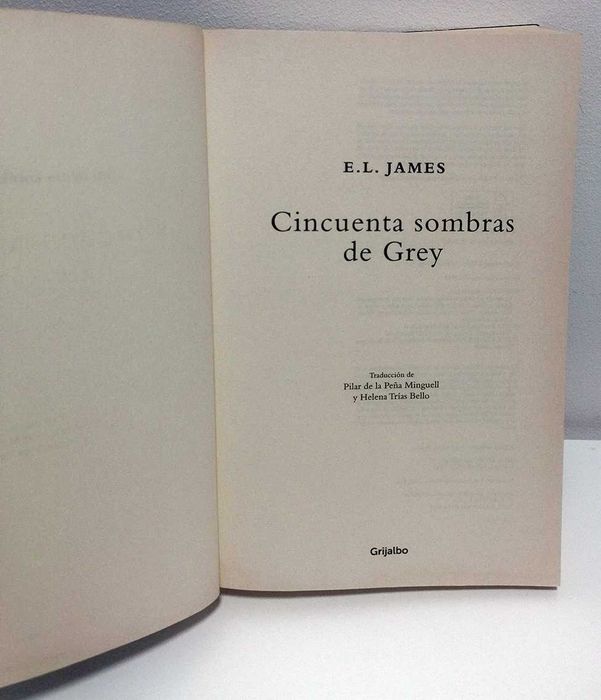 E.L. JAMES
Cincuenta sombras
de Grey
Traducción de
Pilar de la Peña Minguell
y Helena Trías Bello
Grijalbo